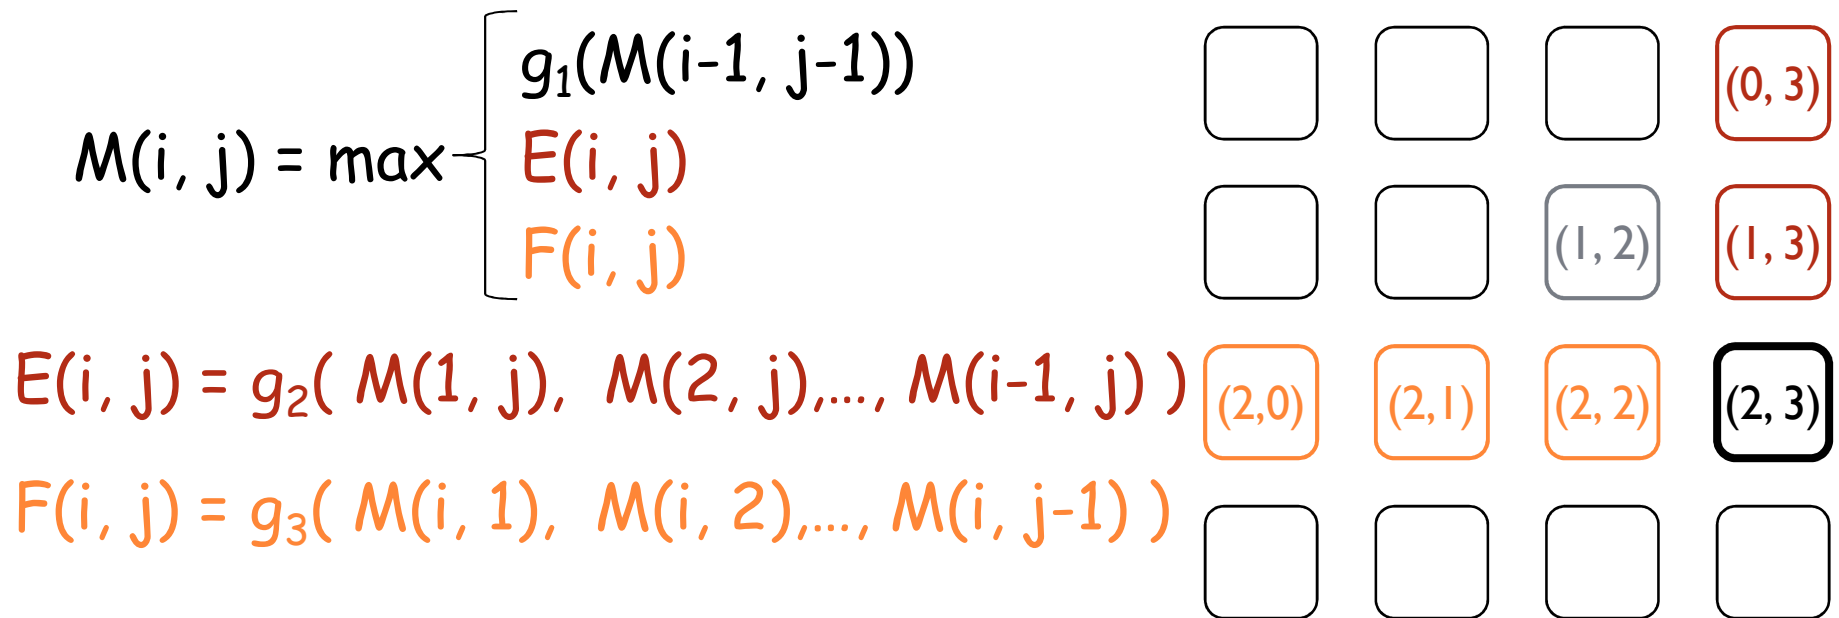 g₁(M(i-1, j-1))
M(i, j) = max
E(i, j)
F(i, j)
E(i, j) = g₂( M(1, j),  M(2, j),..., M(i-1, j) )
F(i, j) = g₃( M(i, 1),  M(i, 2),..., M(i, j-1) )
(0, 3)
(1, 2) (1, 3)
(2,0) (2,1) (2, 2) (2, 3)